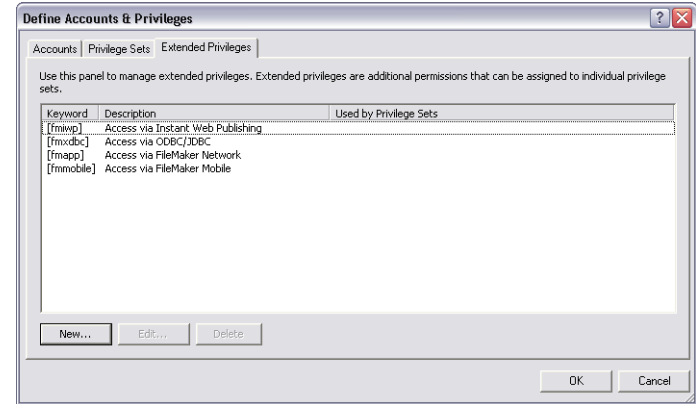 Define Accounts & Privileges
Accounts Privilege Sets Extended Privileges
Use this panel to manage extended privileges. Extended privileges are additional permissions that can be assigned to individual privilege
sets.
Keyword Description Used by Privilege Sets
[fmiwp] Access via Instant Web Publishing
[fmxdbc] Access via ODBC/JDBC
[fmapp] Access via FileMaker Network
[fmmobile] Access via FileMaker Mobile
New... Edit... Delete
OK Cancel